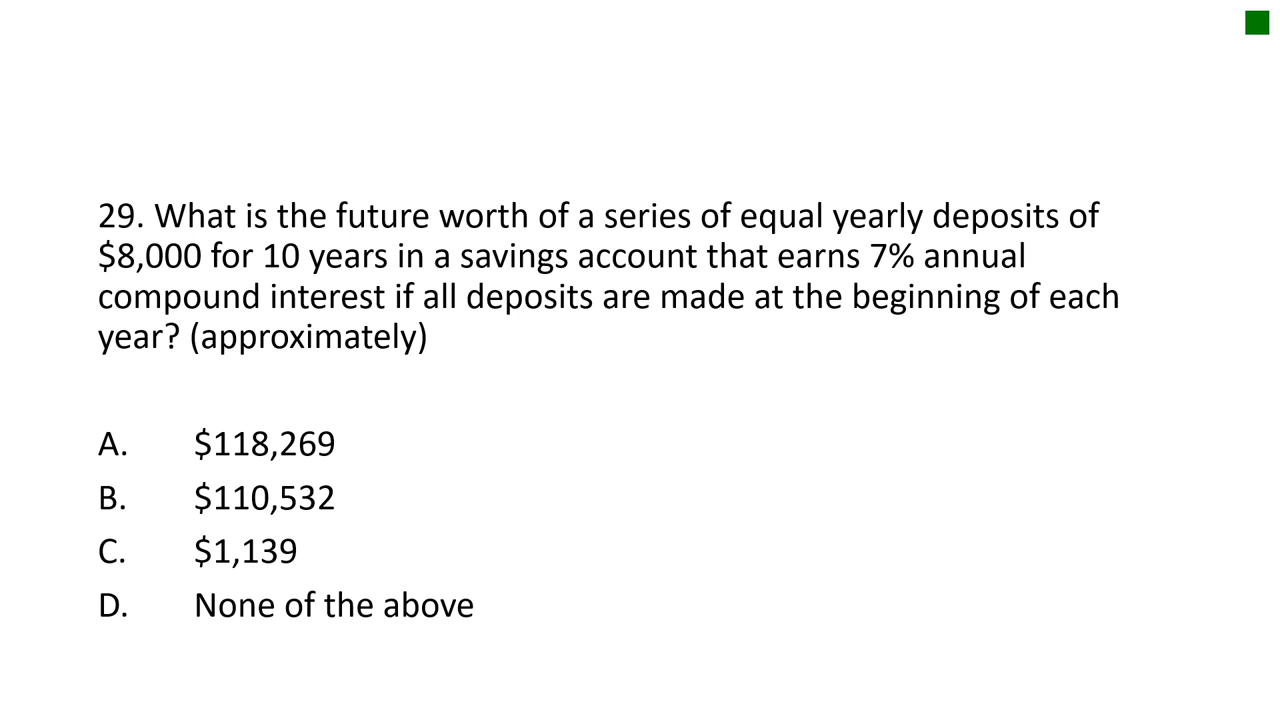 29. What is the future worth of a series of equal yearly deposits of
$8,000 for 10 years in a savings account that earns 7% annual
compound interest if all deposits are made at the beginning of each
year? (approximately)
A. $118,269
B. $110,532
C. $1,139
D. None of the above